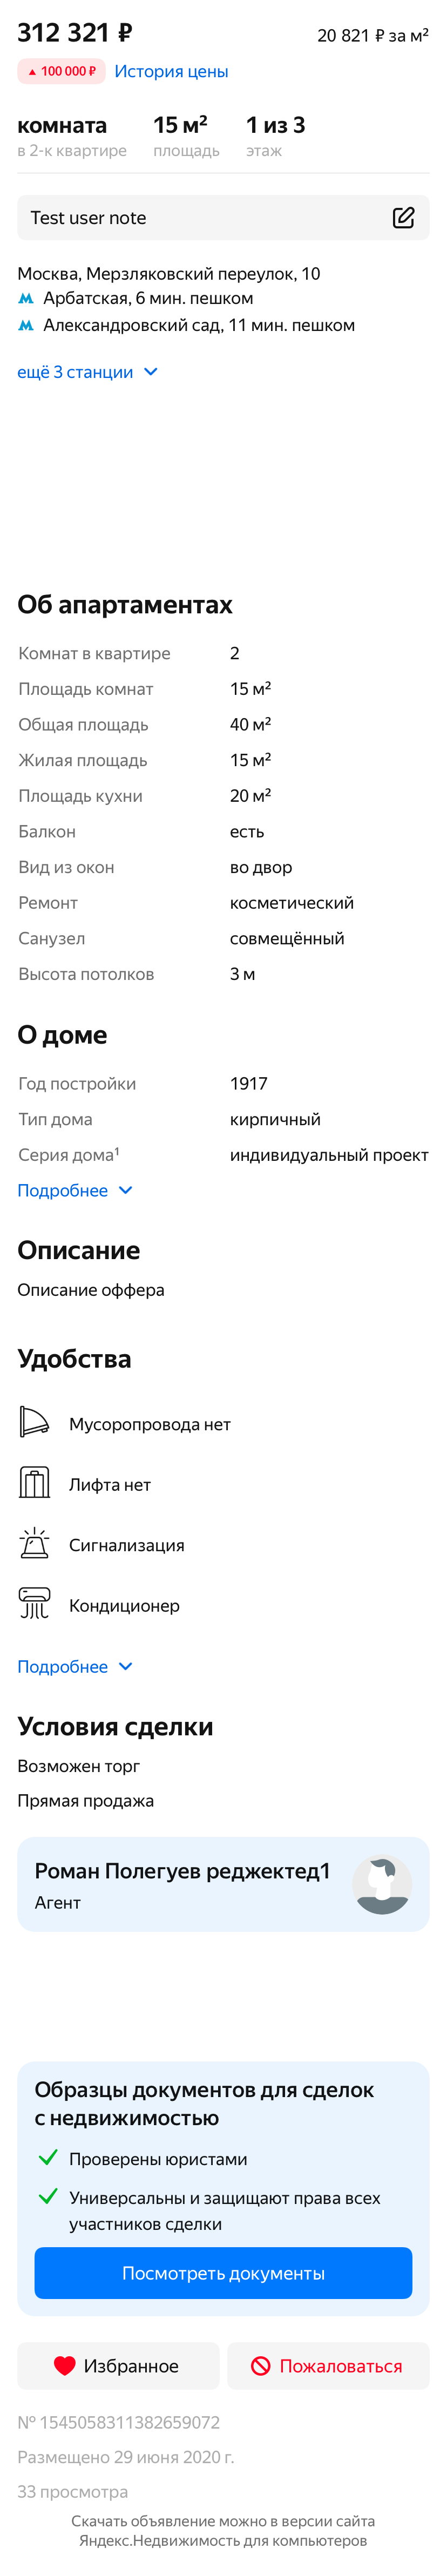 312 321 ₽
20 821 ₽ за м²
▲ 100 000 ₽ История цены
комната 15 м² 1 из 3
в 2-к квартире площадь этаж
Test user note
Москва, Мерзляковский переулок, 10
Арбатская, 6 мин. пешком
Александровский сад, 11 мин. пешком
ещё 3 станции
Об апартаментах
Комнат в квартире 2
Площадь комнат 15 м²
Общая площадь 40 м²
Жилая площадь 15 м²
Площадь кухни 20 м²
Балкон есть
Вид из окон во двор
Ремонт косметический
Санузел совмещённый
Высота потолков 3 м
О доме
Год постройки 1917
Тип дома кирпичный
Серия дома¹ индивидуальный проект
Подробнее
Описание
Описание оффера
Удобства
Мусоропровода нет
Лифта нет
Сигнализация
Кондиционер
Подробнее
Условия сделки
Возможен торг
Прямая продажа
Роман Полегуев реджектед1
Агент
Образцы документов для сделок
с недвижимостью
Проверены юристами
Универсальны и защищают права всех
участников сделки
Посмотреть документы
Избранное
Пожаловаться
№ 1545058311382659072
Размещено 29 июня 2020 г.
33 просмотра
Скачать объявление можно в версии сайта
Яндекс.Недвижимость для компьютеров